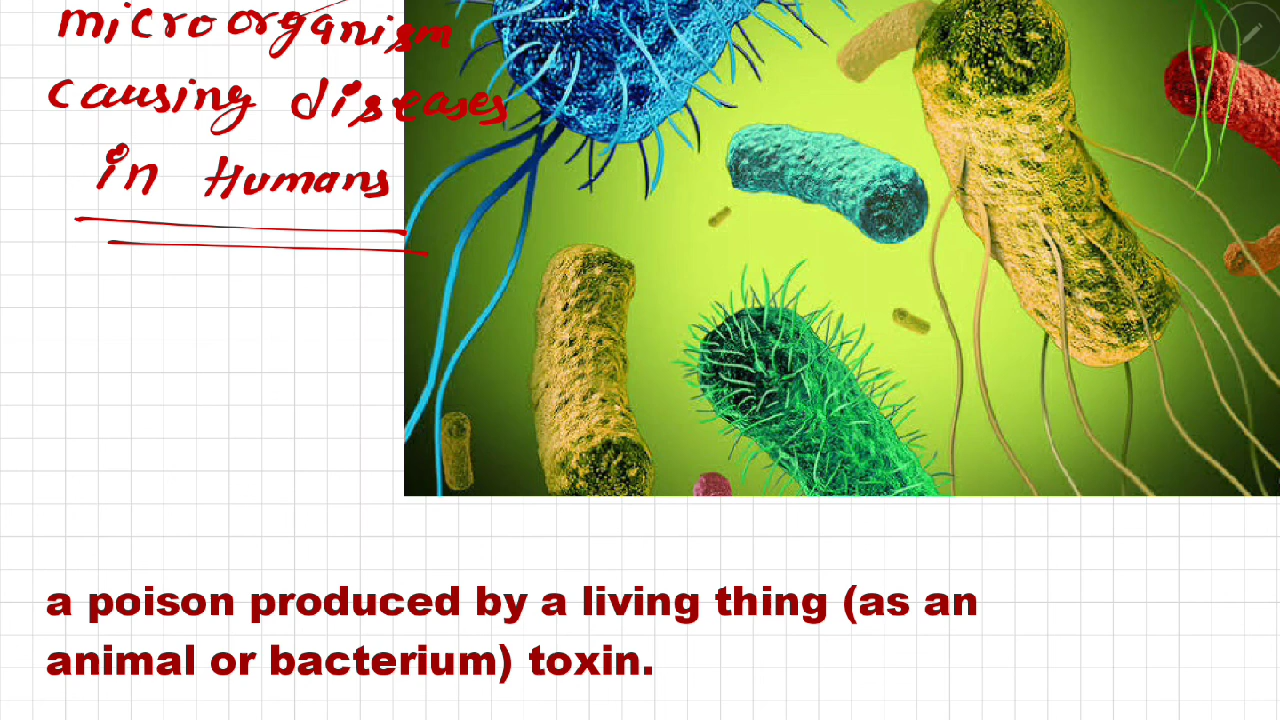 microorganism
causing diseases
in Humans
a poison produced by a living thing (as an
animal or bacterium) toxin.